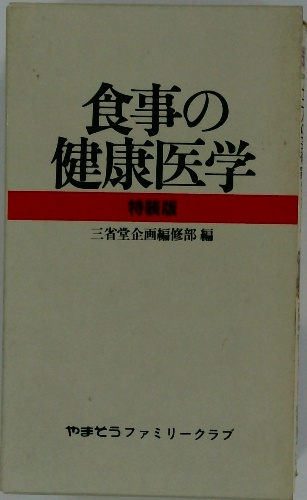 食事の
健康医学
特装版
三省堂企画編修部 編
やまとうファミリークラブ